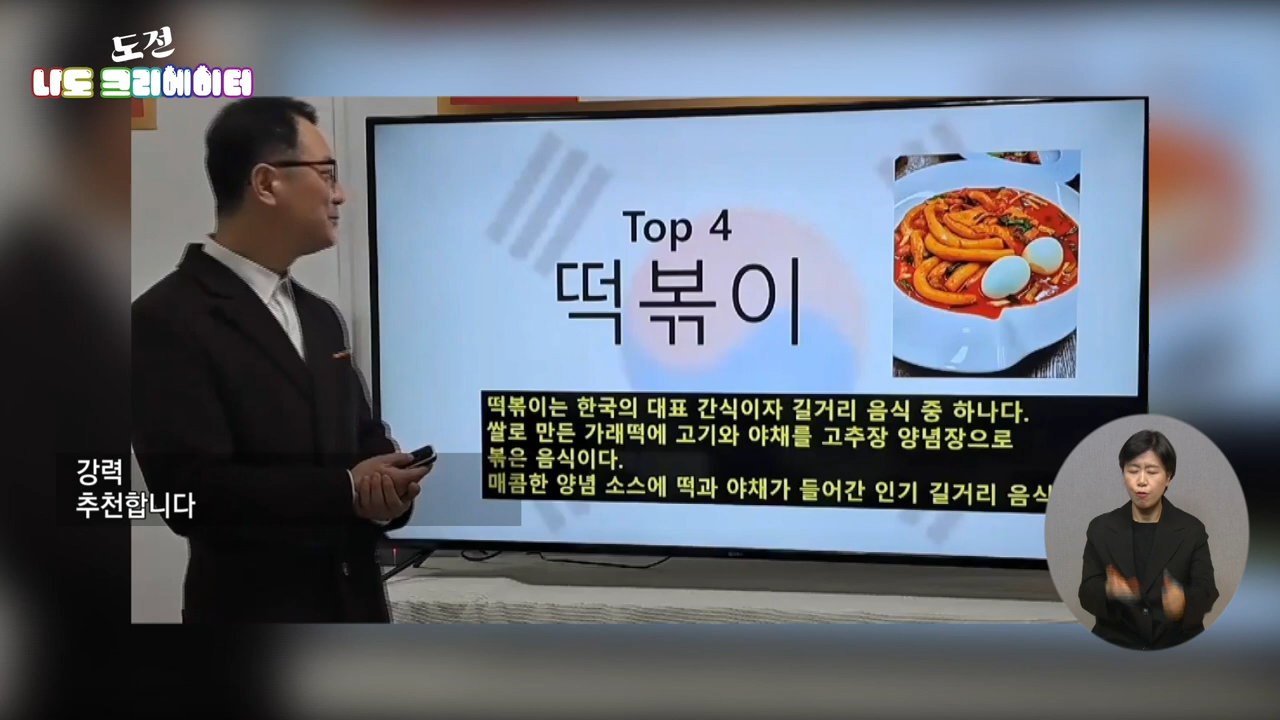 도전
나도 크리에이터
Top 4
떡볶이
떡볶이는 한국의 대표 간식이자 길거리 음식 중 하나다.
쌀로 만든 가래떡에 고기와 야채를 고추장 양념장으로
볶은 음식이다.
매콤한 양념 소스에 떡과 야채가 들어간 인기 길거리 음식
강력
추천합니다